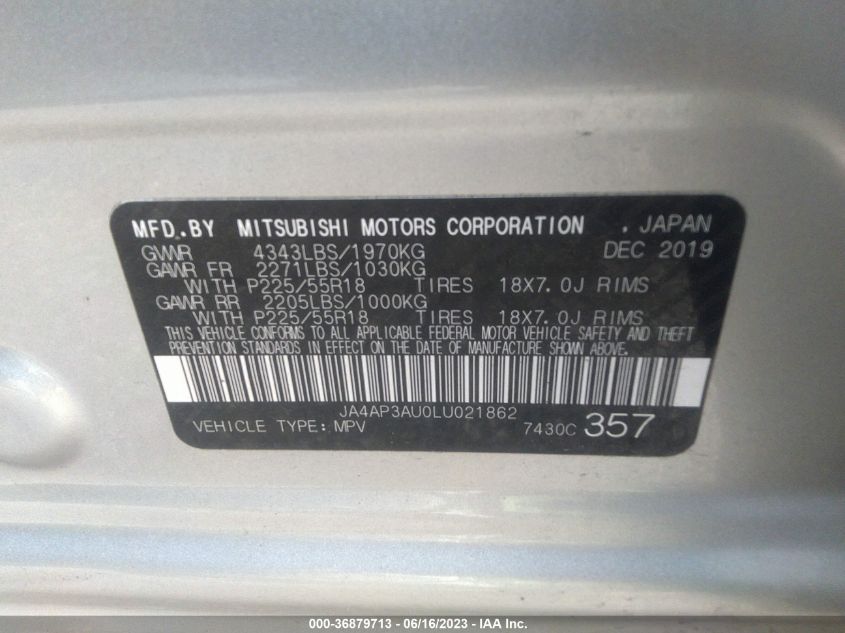 MFD.BY MITSUBISHI MOTORS CORPORATION . JAPAN
GVWR 4343LBS/1970KG DEC 2019
GAWR FR 2271LBS/1030KG
WITH P225/55R18 TIRES 18X7.0J RIMS
GAWR RR 2205LBS/1000KG
WITH P225/55R18 TIRES 18X7.0J RIMS
THIS VEHICLE CONFORMS TO ALL APPLICABLE FEDERAL MOTOR VEHICLE SAFETY AND THEFT
PREVENTION STANDARDS IN EFFECT ON THE DATE OF MANUFACTURE SHOWN ABOVE.
JA4AP3AU0LU021862
VEHICLE TYPE: MPV 7430C 357
000-36879713 - 06/16/2023 - IAA Inc.